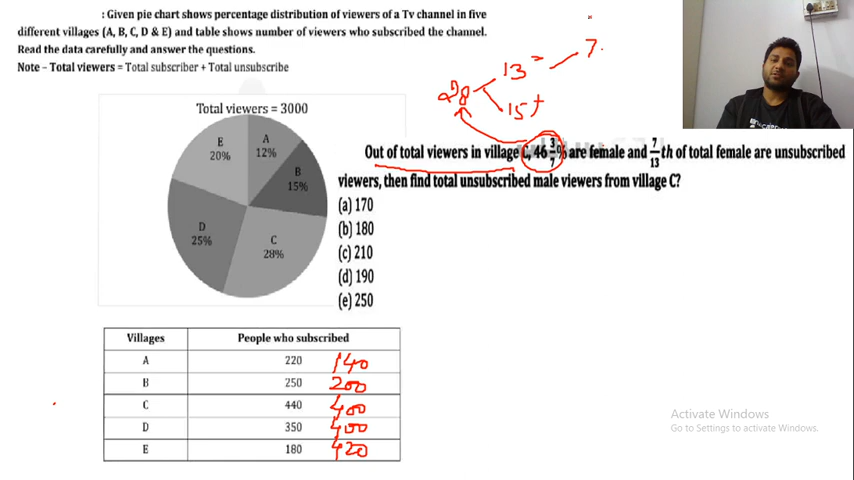 : Given pie chart shows percentage distribution of viewers of a Tv channel in five
different villages (A, B, C, D & E) and table shows number of viewers who subscribed the channel.
Read the data carefully and answer the questions.
Note – Total viewers = Total subscriber + Total unsubscribe
28
13
15
7
Total viewers = 3000
A
12%
B
15%
C
28%
D
25%
E
20%
Out of total viewers in village C, 46 3/7 % are female and 7/13 th of total female are unsubscribed
viewers, then find total unsubscribed male viewers from village C?
(a) 170
(b) 180
(c) 210
(d) 190
(e) 250
Villages People who subscribed
A 220 140
B 250 200
C 440 400
D 350 400
E 180 420
Activate Windows
Go to Settings to activate Windows.